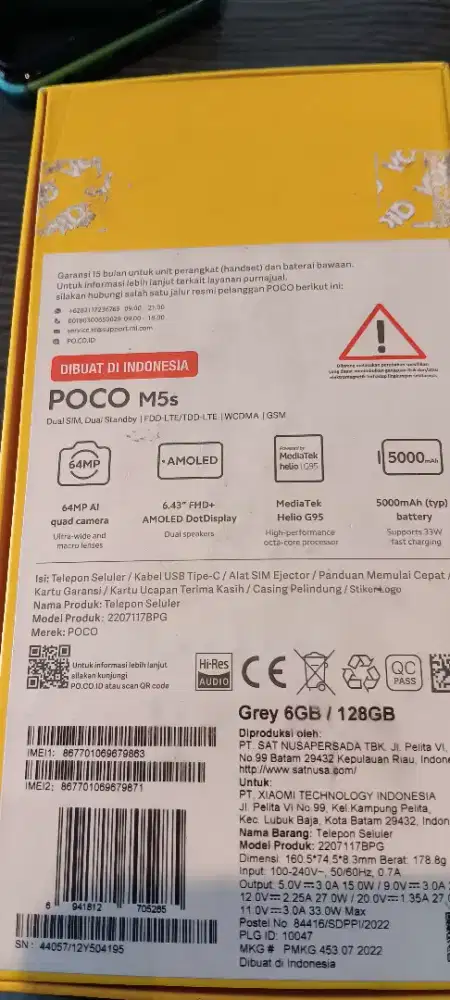 Garansi 15 bulan untuk unit perangkat (handset) dan baterai bawaan.
Untuk informasi lebih lanjut terkait layanan purnajual,
silakan hubungi salah satu jalur resmi pelanggan POCO berikut ini:
service.id@support.mi.com
PO.CO.ID
DIBUAT DI INDONESIA
POCO M5s
Dual SIM, Dual Standby | FDD-LTE/TDD-LTE | WCDMA | GSM
64MP
AMOLED
Powered by
MediaTek
helio G95
5000mAh
64MP AI
quad camera
Ultra-wide and
macro lenses
6.43" FHD+
AMOLED DotDisplay
Dual speakers
MediaTek
Helio G95
High-performance
octa-core processor
5000mAh (typ)
battery
Supports 33W
fast charging
Isi: Telepon Seluler / Kabel USB Tipe-C / Alat SIM Ejector / Panduan Memulai Cepat /
Kartu Garansi / Kartu Ucapan Terima Kasih / Casing Pelindung / Stiker Logo
Nama Produk: Telepon Seluler
Model Produk: 2207117BPG
Merek: POCO
Untuk informasi lebih lanjut
silakan kunjungi
PO.CO.ID atau scan QR code
Hi-Res
AUDIO
CE
QC
PASS
Grey 6GB / 128GB
Diproduksi oleh:
PT. SAT NUSAPERSADA TBK. Jl. Pelita VI,
No.99 Batam 29432 Kepulauan Riau, Indone
http://www.satnusa.com/
Untuk:
PT. XIAOMI TECHNOLOGY INDONESIA
Jl. Pelita VI No.99, Kel.Kampung Pelita,
Kec. Lubuk Baja, Kota Batam 29432, Indon
Nama Barang: Telepon Seluler
Model Produk: 2207117BPG
Dimensi: 160.5*74.5*8.3mm Berat: 178.8g
Input: 100-240V~, 50/60Hz, 0.7A
Output: 5.0V⎓3.0A 15.0W / 9.0V⎓3.0A
12.0V⎓2.25A 27.0W / 20.0V⎓1.35A 27.
11.0V⎓3.0A 33.0W Max
Postel No: 84416/SDPPI/2022
PLG ID: 10047
MKG # PMKG.453.07.2022
Dibuat di Indonesia
IMEI1: 867701069679863
IMEI2: 867701069679871
6 941812 705285
SN: 44057/12Y504195